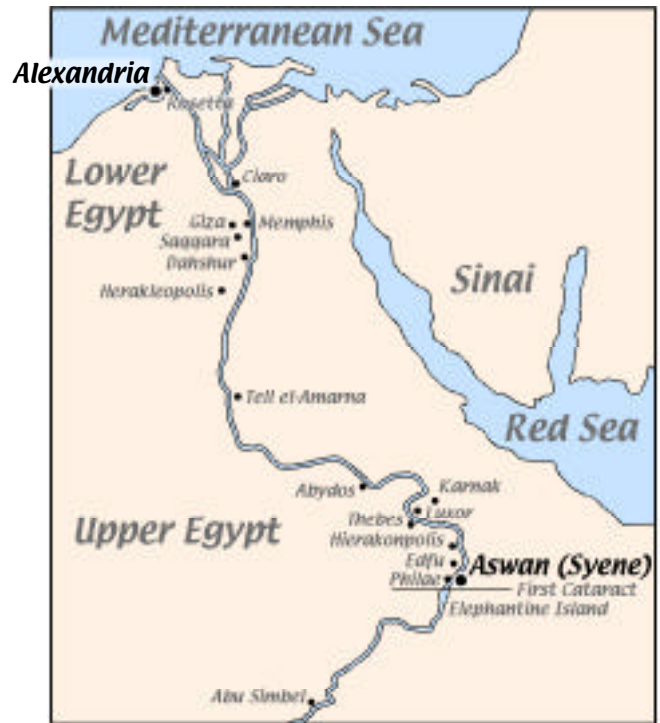 Mediterranean Sea
Alexandria
Rosetta
Lower
Egypt
Ciaro
Giza
Memphis
Saqqara
Dahshur
Herakleopolis
Sinai
Tell el-Amarna
Red Sea
Abydos
Karnak
Luxor
Thebes
Upper Egypt
Hierakonpolis
Edfu
Aswan (Syene)
Philae
First Cataract
Elephantine Island
Abu Simbel